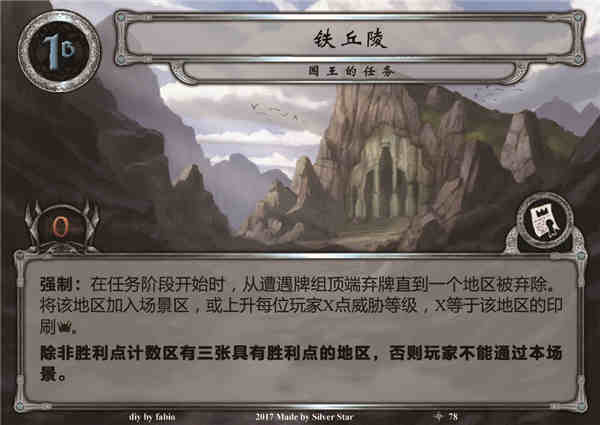 1B
铁丘陵
国王的任务
0
强制：在任务阶段开始时，从遭遇牌组顶端弃牌直到一个地区被弃除。
将该地区加入场景区，或上升每位玩家X点威胁等级，X等于该地区的印
刷。
除非胜利点计数区有三张具有胜利点的地区，否则玩家不能通过本场
景。
diy by fabio 2017 Made by Silver Star 78